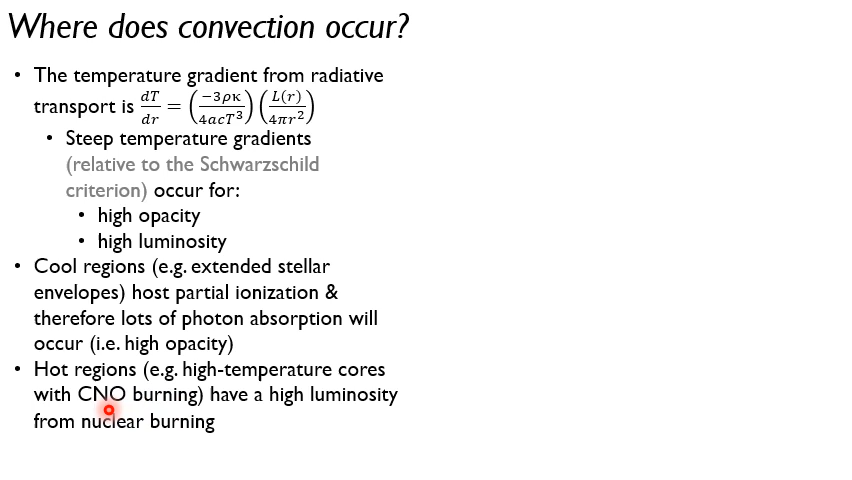 Where does convection occur?
• The temperature gradient from radiative
transport is dT/dr = (−3ρκ/4acT³)(L(r)/4πr²)
• Steep temperature gradients
(relative to the Schwarzschild
criterion) occur for:
• high opacity
• high luminosity
• Cool regions (e.g. extended stellar
envelopes) host partial ionization &
therefore lots of photon absorption will
occur (i.e. high opacity)
• Hot regions (e.g. high-temperature cores
with CNO burning) have a high luminosity
from nuclear burning